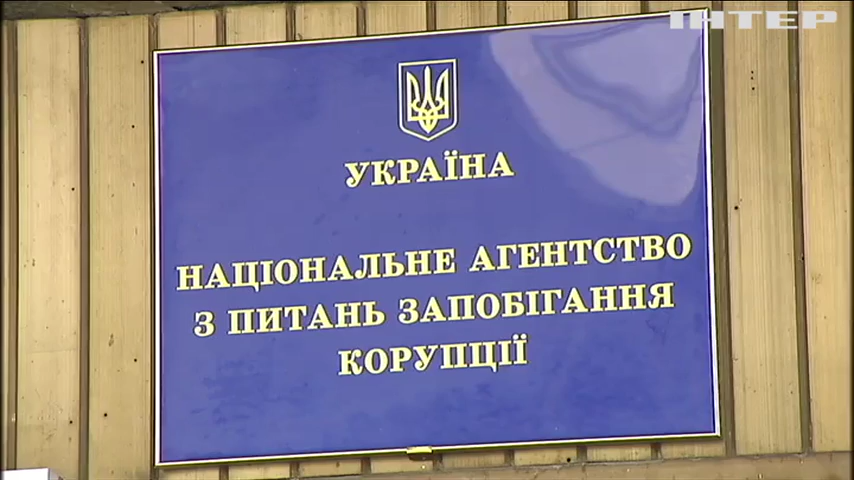 ІНТЕР
УКРАЇНА
НАЦІОНАЛЬНЕ АГЕНТСТВО
З ПИТАНЬ ЗАПОБІГАННЯ
КОРУПЦІЇ